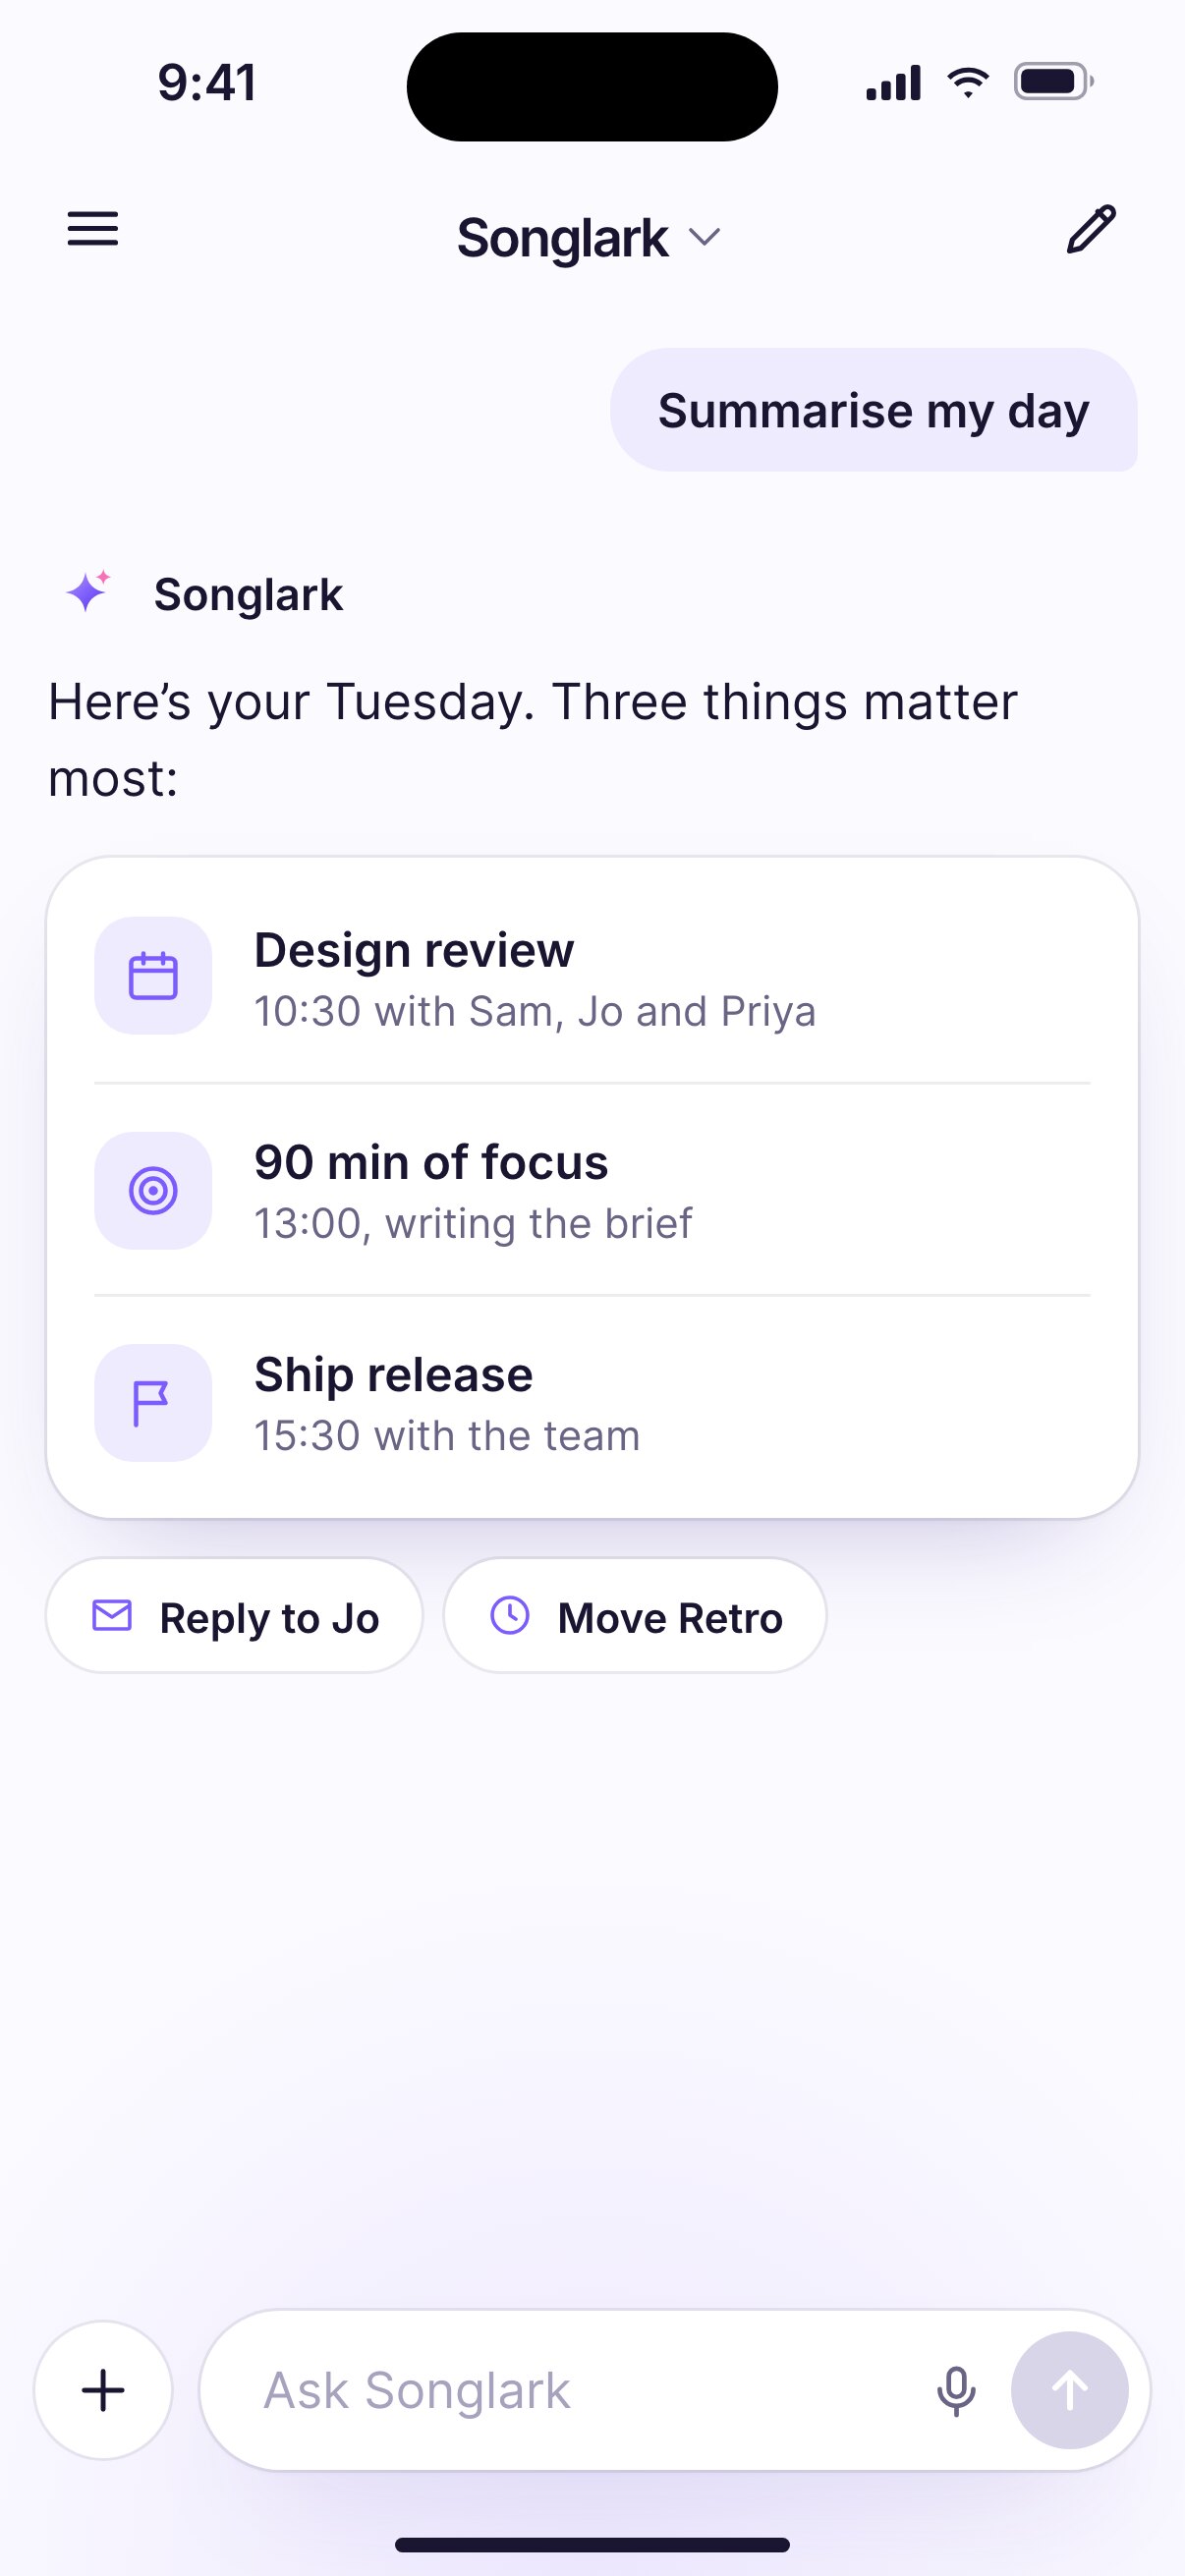 9:41
Songlark
Summarise my day
Songlark
Here’s your Tuesday. Three things matter
most:
Design review
10:30 with Sam, Jo and Priya
90 min of focus
13:00, writing the brief
Ship release
15:30 with the team
Reply to Jo
Move Retro
Ask Songlark